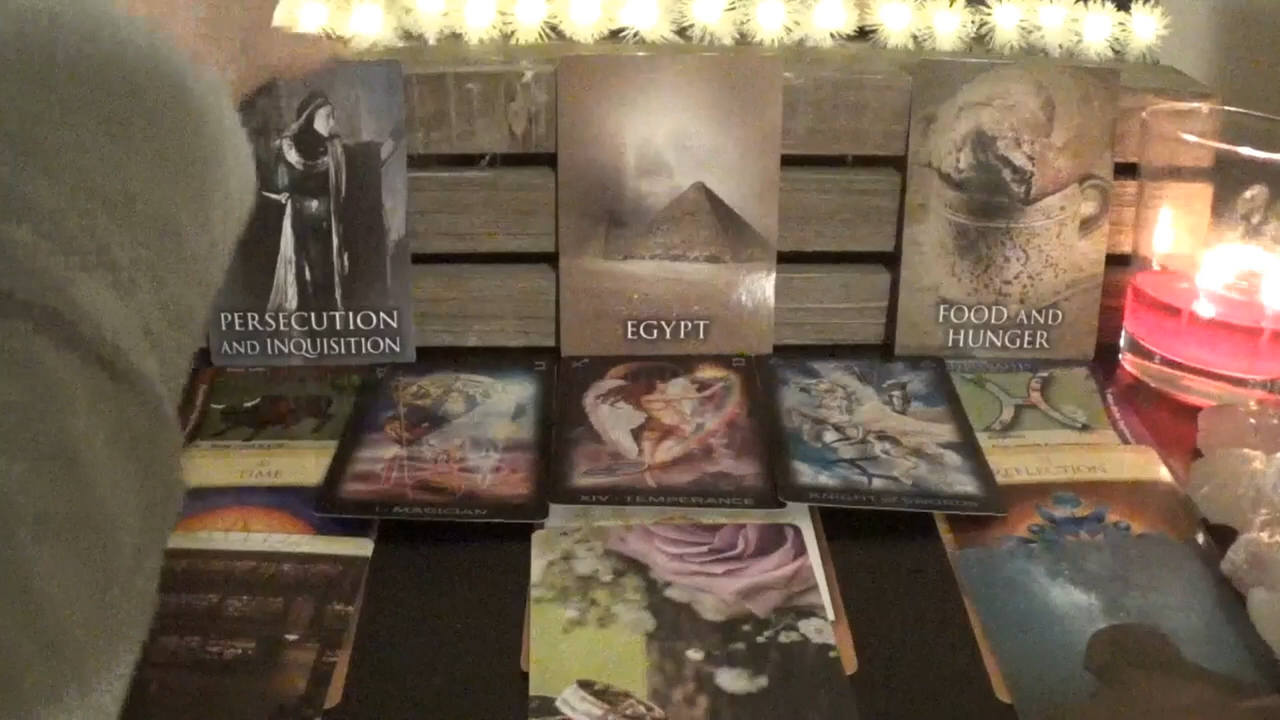 PERSECUTION
AND INQUISITION
EGYPT
FOOD AND
HUNGER
TIME
I · MAGICIAN
XIV · TEMPERANCE
KNIGHT OF SWORDS
REFLECTION